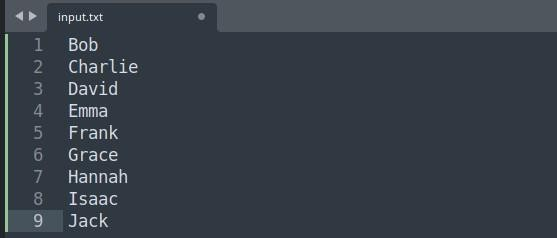 input.txt
1 Bob
2 Charlie
3 David
4 Emma
5 Frank
6 Grace
7 Hannah
8 Isaac
9 Jack